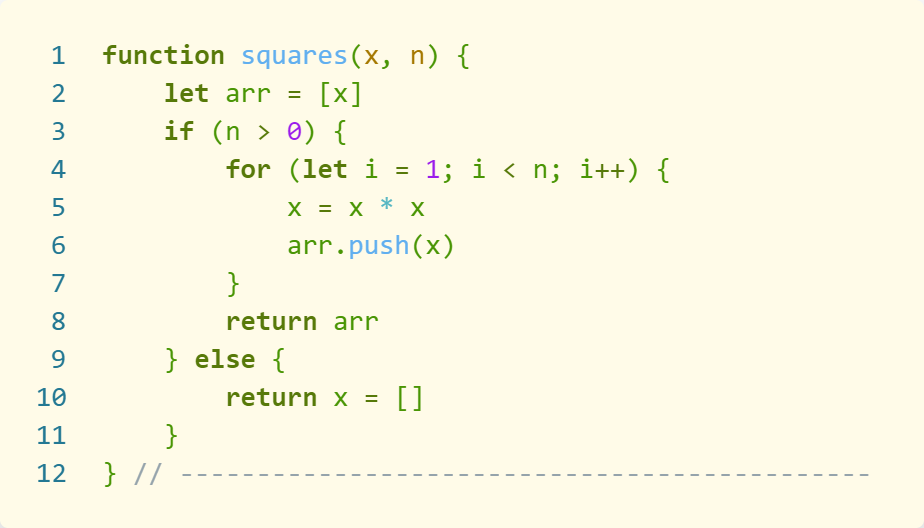 1 function squares(x, n) {
2     let arr = [x]
3     if (n > 0) {
4         for (let i = 1; i < n; i++) {
5             x = x * x
6             arr.push(x)
7         }
8         return arr
9     } else {
10         return x = []
11     }
12 } // ---------------------------------------------